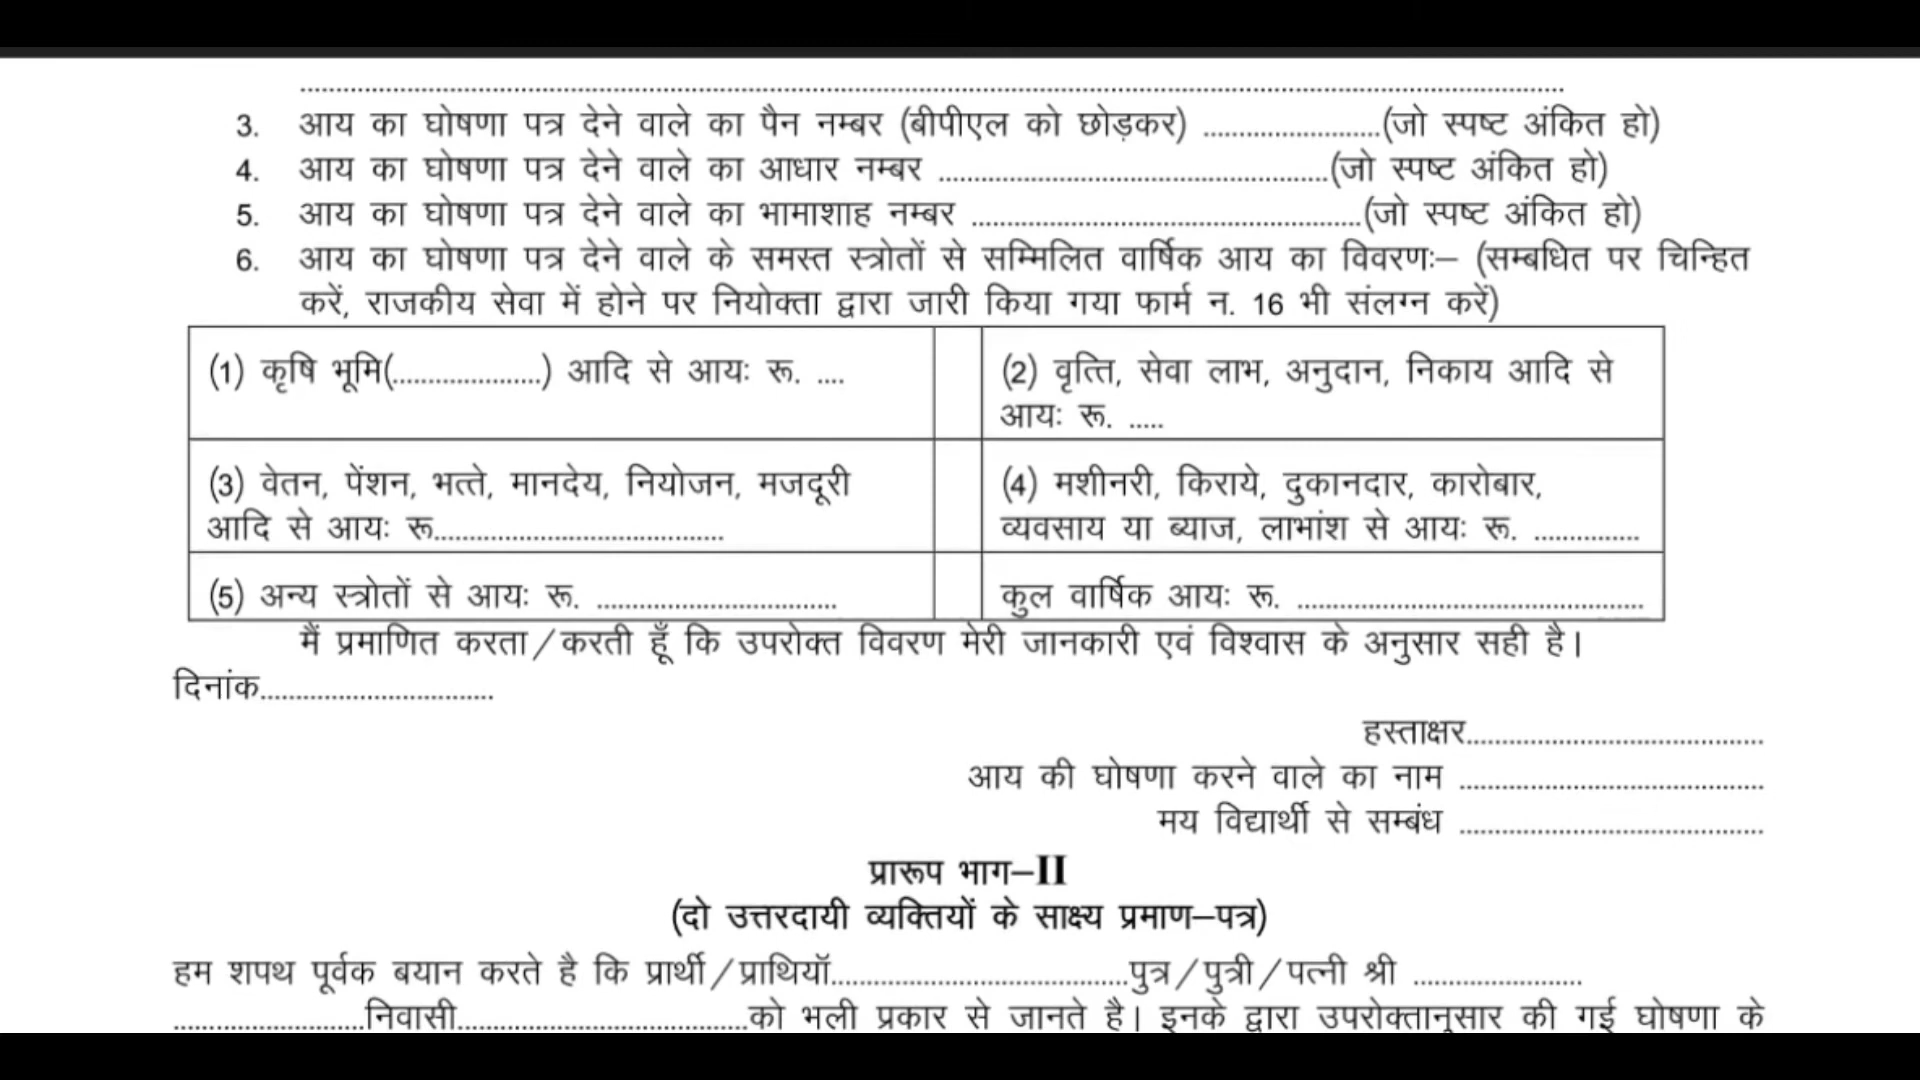 3. आय का घोषणा पत्र देने वाले का पैन नम्बर (बीपीएल को छोड़कर) .........................(जो स्पष्ट अंकित हो)
4. आय का घोषणा पत्र देने वाले का आधार नम्बर .......................................................(जो स्पष्ट अंकित हो)
5. आय का घोषणा पत्र देने वाले का भामाशाह नम्बर .......................................................(जो स्पष्ट अंकित हो)
6. आय का घोषणा पत्र देने वाले के समस्त स्त्रोतों से सम्मिलित वार्षिक आय का विवरणः– (सम्बधित पर चिन्हित
करें, राजकीय सेवा में होने पर नियोक्ता द्वारा जारी किया गया फार्म न. 16 भी संलग्न करें)
(1) कृषि भूमि(.....................) आदि से आयः रू. ....
(2) वृत्ति, सेवा लाभ, अनुदान, निकाय आदि से
आयः रू. .....
(3) वेतन, पेंशन, भत्ते, मानदेय, नियोजन, मजदूरी
आदि से आयः रू.........................................
(4) मशीनरी, किराये, दुकानदार, कारोबार,
व्यवसाय या ब्याज, लाभांश से आयः रू. ...............
(5) अन्य स्त्रोतों से आयः रू. ..................................
कुल वार्षिक आयः रू. .................................................
मैं प्रमाणित करता/करती हूँ कि उपरोक्त विवरण मेरी जानकारी एवं विश्वास के अनुसार सही है।
दिनांक.................................
हस्ताक्षर..........................................
आय की घोषणा करने वाले का नाम ...........................................
मय विद्यार्थी से सम्बंध ...........................................
प्रारूप भाग–II
(दो उत्तरदायी व्यक्तियों के साक्ष्य प्रमाण–पत्र)
हम शपथ पूर्वक बयान करते है कि प्रार्थी/प्राथियॉ..........................................पुत्र/पुत्री/पत्नी श्री ........................
...........................निवासी.........................................को भली प्रकार से जानते है। इनके द्वारा उपरोक्तानुसार की गई घोषणा के